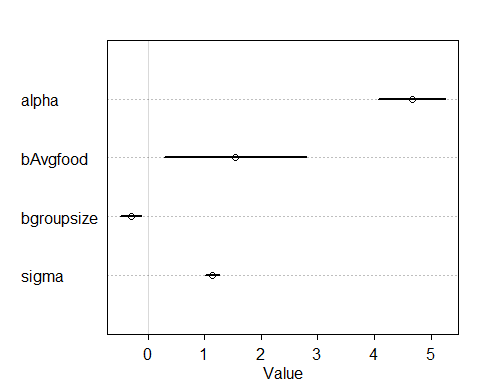 alpha
bAvgfood
bgroupsize
sigma
0 1 2 3 4 5
Value